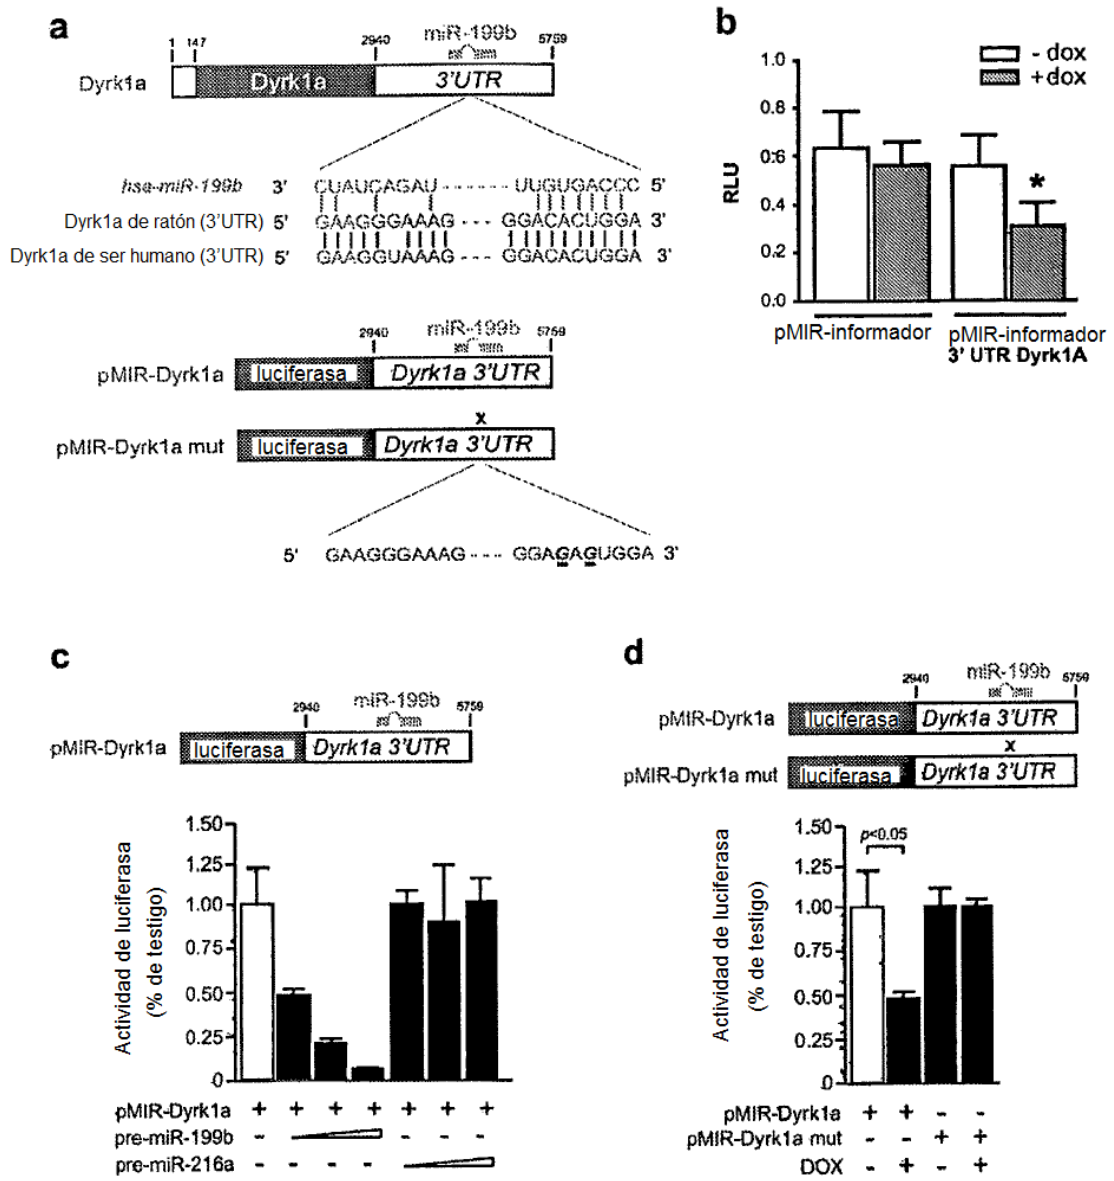 a
1 147 2940 miR-199b 5759
Dyrk1a Dyrk1a 3'UTR
hsa-miR-199b 3' CUAUCAGAU ------ UUGUGACCC 5'
Dyrk1a de ratón (3'UTR) 5' GAAGGGAAAG --- GGACACUGGA 3'
Dyrk1a de ser humano (3'UTR) 5' GAAGGUAAAG --- GGACACUGGA 3'
2940 miR-199b 5759
pMIR-Dyrk1a luciferasa Dyrk1a 3'UTR
x
pMIR-Dyrk1a mut luciferasa Dyrk1a 3'UTR
5' GAAGGGAAAG --- GGAGAGUGGA 3'
b
- dox
+dox
RLU
1.0
0.8
0.6
0.4
0.2
0.0
*
pMIR-informador
pMIR-informador
3' UTR Dyrk1A
c
2940 miR-199b 5759
pMIR-Dyrk1a luciferasa Dyrk1a 3'UTR
Actividad de luciferasa
(% de testigo)
1.50
1.25
1.00
0.75
0.50
0.25
0
pMIR-Dyrk1a + + + + + + +
pre-miR-199b - - - -
pre-miR-216a - - - -
d
2940 miR-199b 5759
pMIR-Dyrk1a luciferasa Dyrk1a 3'UTR
x
pMIR-Dyrk1a mut luciferasa Dyrk1a 3'UTR
Actividad de luciferasa
(% de testigo)
1.50
1.25
1.00
0.75
0.50
0.25
0
p<0.05
pMIR-Dyrk1a + + - -
pMIR-Dyrk1a mut - - + +
DOX - + - +